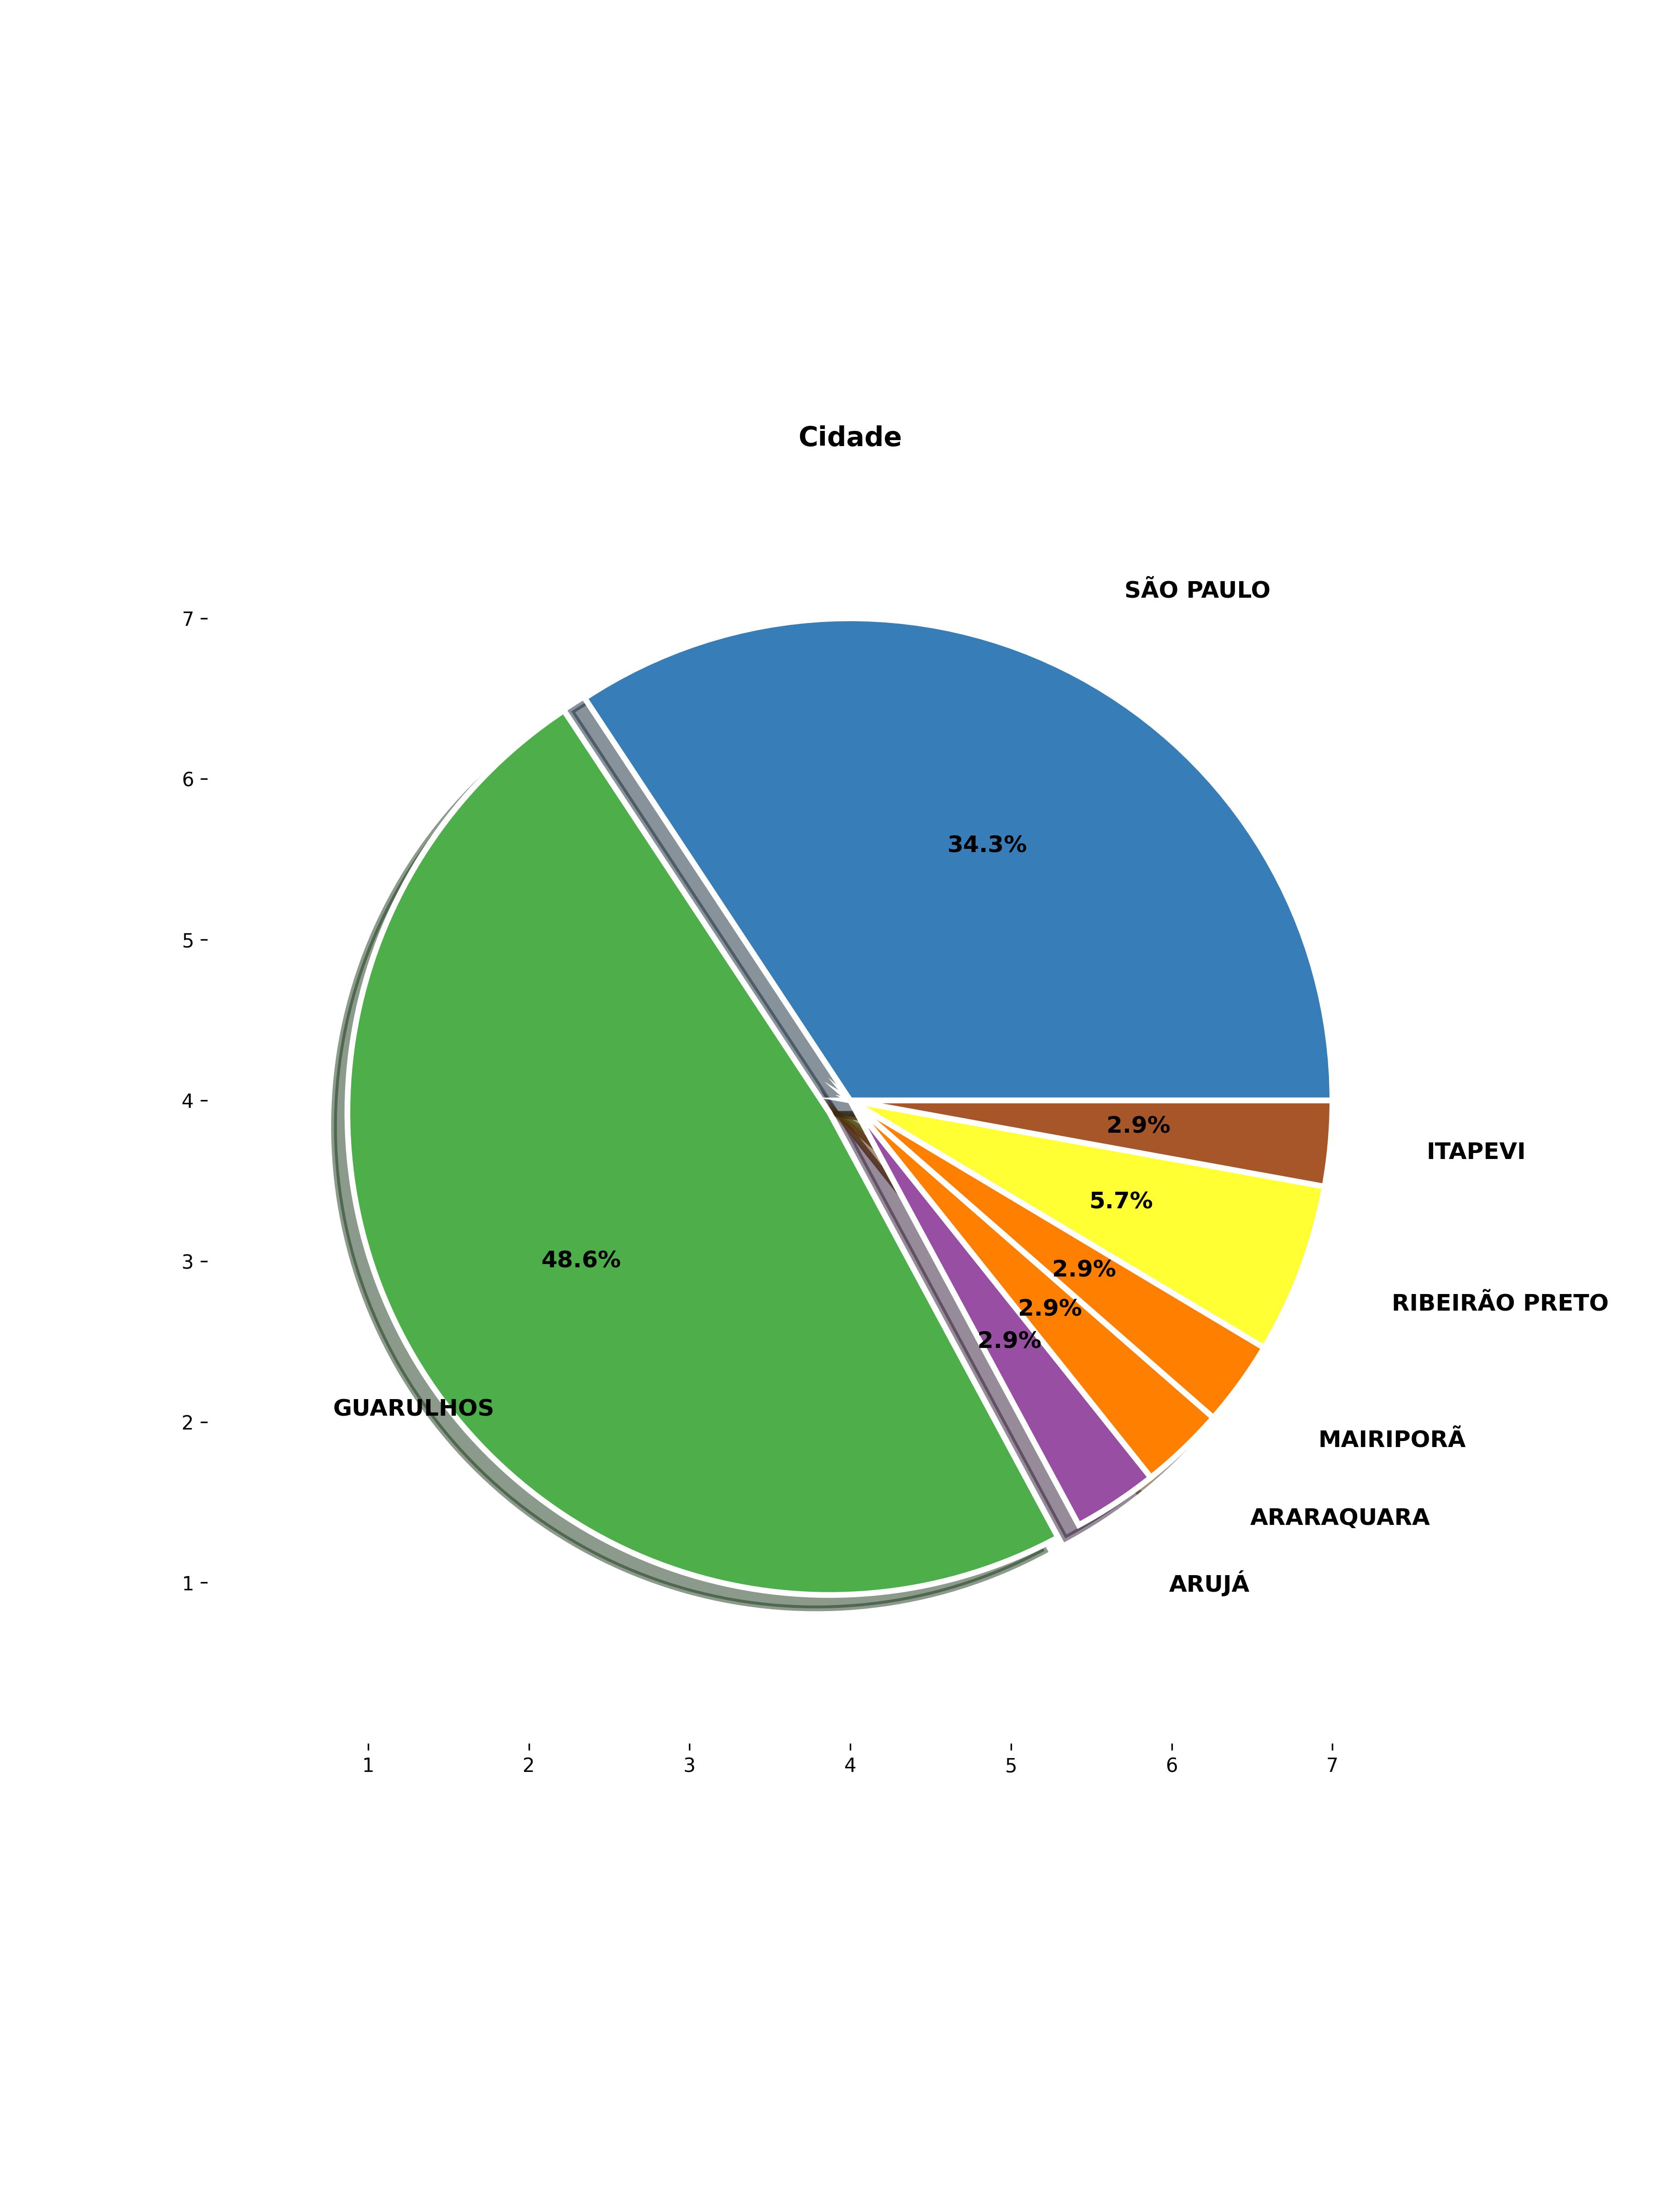 Cidade
SÃO PAULO
7
6
34.3%
5
4
2.9%
ITAPEVI
5.7%
48.6%
3
2.9%
RIBEIRÃO PRETO
2.9%
2.9%
GUARULHOS
2
MAIRIPORÃ
ARARAQUARA
1
ARUJÁ
1 2 3 4 5 6 7